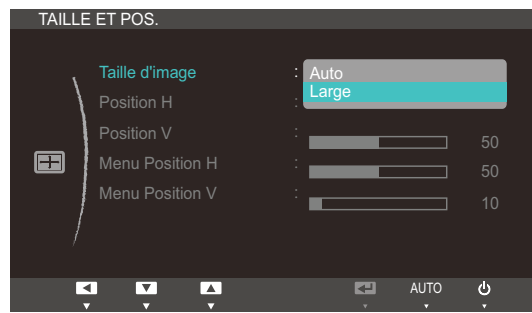 TAILLE ET POS.
Taille d'image : Auto
Large
Position H :
Position V : 50
Menu Position H : 50
Menu Position V : 10
AUTO